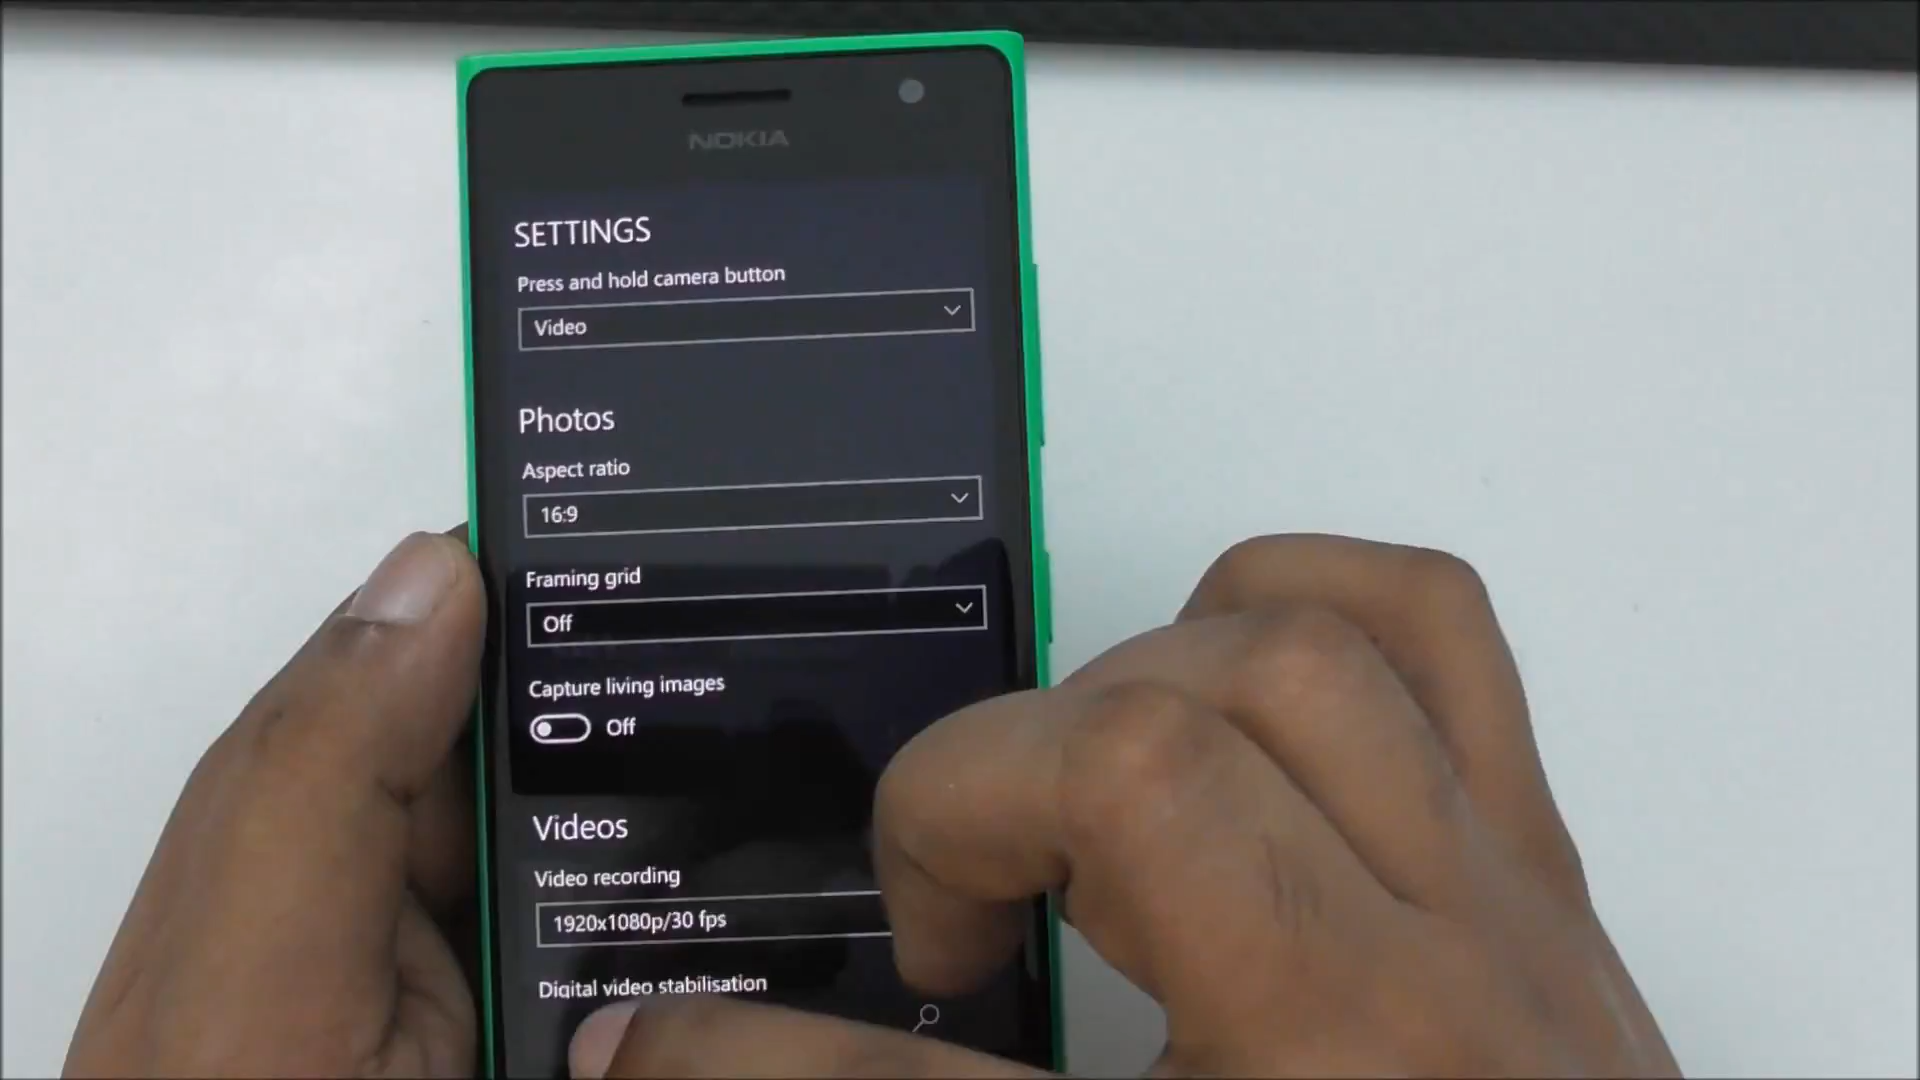 NOKIA
SETTINGS
Press and hold camera button
Video
Photos
Aspect ratio
16:9
Framing grid
Off
Capture living images
Off
Videos
Video recording
1920x1080p/30 fps
Digital video stabilisation